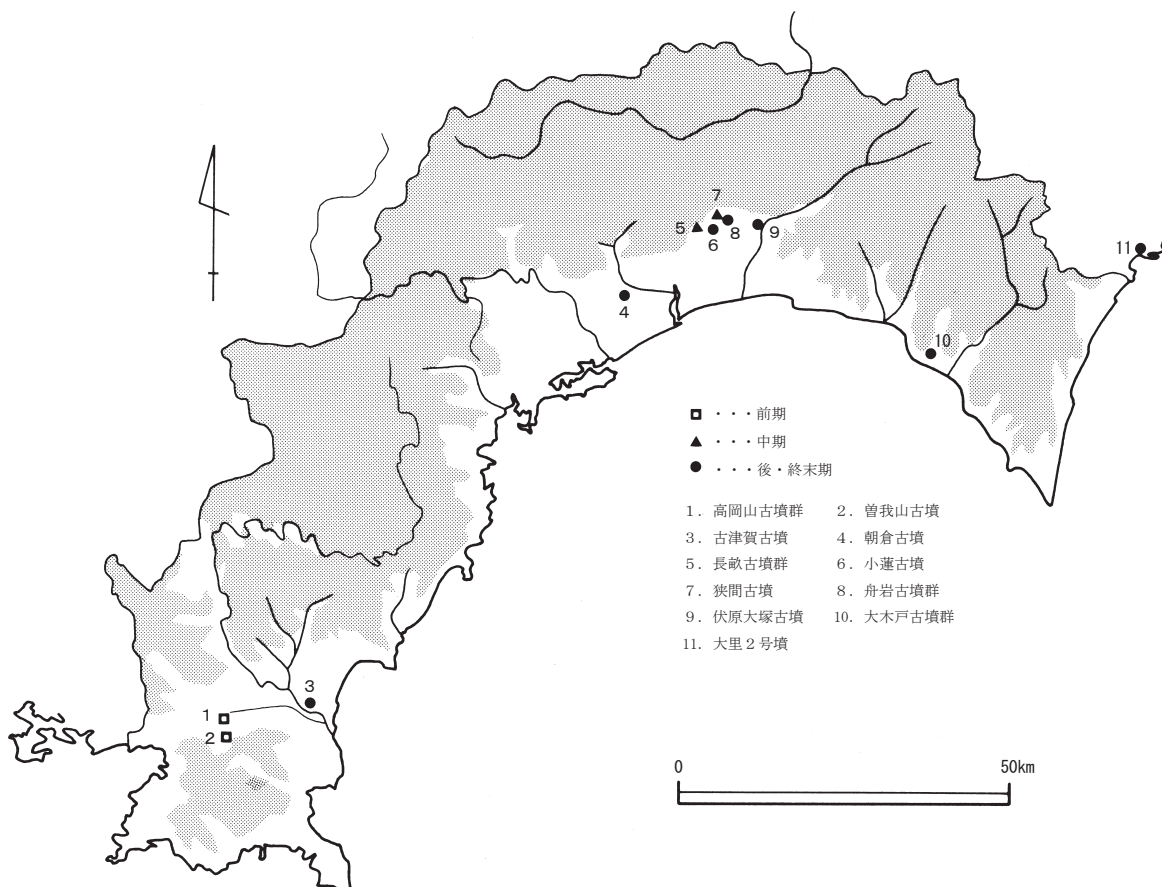 7
5
6
8
9
11
4
10
□・・・前期
▲・・・中期
●・・・後・終末期
1．高岡山古墳群 2．曽我山古墳
3．古津賀古墳 4．朝倉古墳
5．長畝古墳群 6．小蓮古墳
7．狭間古墳 8．舟岩古墳群
9．伏原大塚古墳 10．大木戸古墳群
11．大里２号墳
3
1
2
0 50km